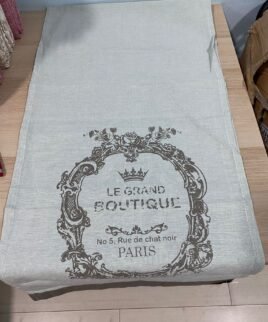 LE GRAND
BOUTIQUE
No 5, Rue de chat noir
PARIS